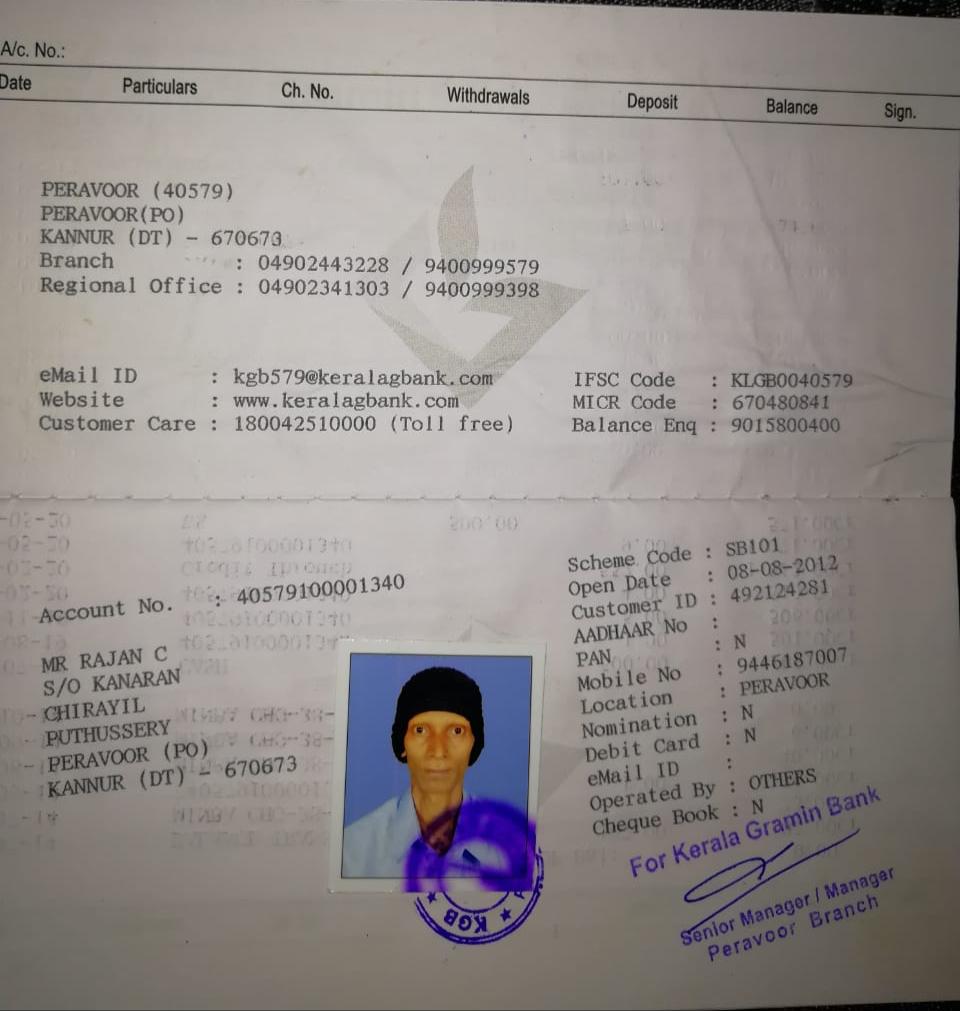 A/c. No.:
Date Particulars Ch. No. Withdrawals Deposit Balance Sign.
PERAVOOR (40579)
PERAVOOR(PO)
KANNUR (DT) - 670673
Branch : 04902443228 / 9400999579
Regional Office : 04902341303 / 9400999398
eMail ID : kgb579@keralagbank.com
Website : www.keralagbank.com
Customer Care : 180042510000 (Toll free)
IFSC Code : KLGB0040579
MICR Code : 670480841
Balance Enq : 9015800400
Account No. : 40579100001340
MR RAJAN C
S/O KANARAN
CHIRAYIL
PUTHUSSERY
PERAVOOR (PO)
KANNUR (DT) - 670673
Scheme Code : SB101
Open Date : 08-08-2012
Customer ID : 492124281
AADHAAR No :
PAN : N
Mobile No : 9446187007
Location : PERAVOOR
Nomination : N
Debit Card : N
eMail ID :
Operated By : OTHERS
Cheque Book : N
For Kerala Gramin Bank
Senior Manager / Manager
Peravoor Branch
KGB